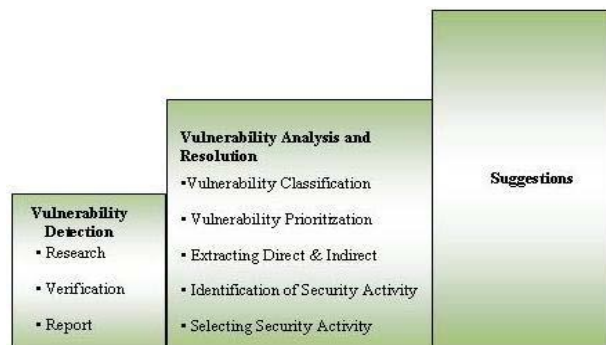 Vulnerability
Detection
▪ Research
▪ Verification
▪ Report
Vulnerability Analysis and
Resolution
▪Vulnerability Classification
▪ Vulnerability Prioritization
▪ Extracting Direct & Indirect
▪ Identification of Security Activity
▪ Selecting Security Activity
Suggestions